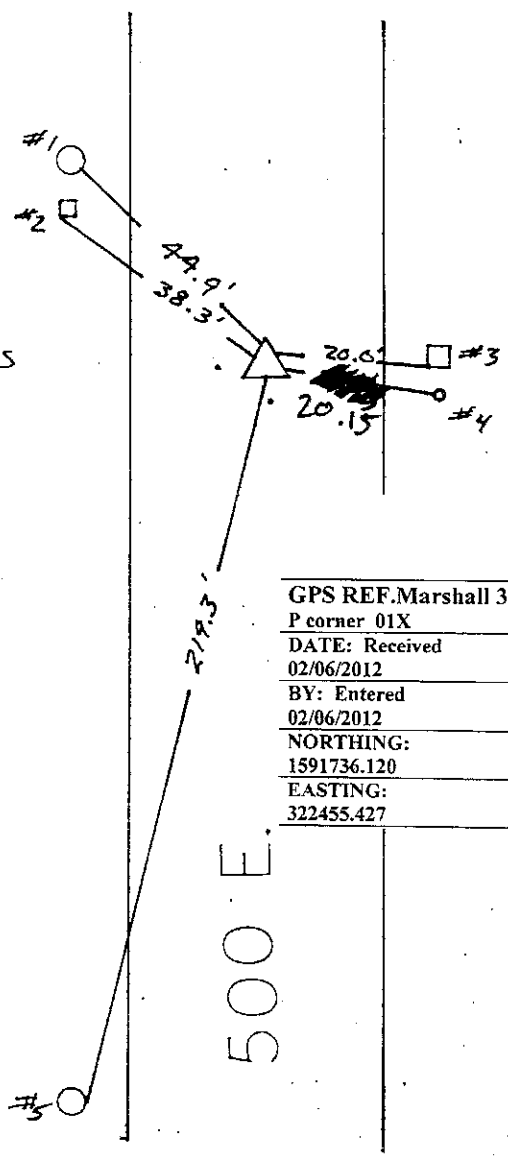 #1
#2
44.9'
38.3'
S
20.0'
#3
20.15
#4
219.3'
GPS REF.Marshall 3
P corner 01X
DATE: Received
02/06/2012
BY: Entered
02/06/2012
NORTHING:
1591736.120
EASTING:
322455.427
500 E.
#5